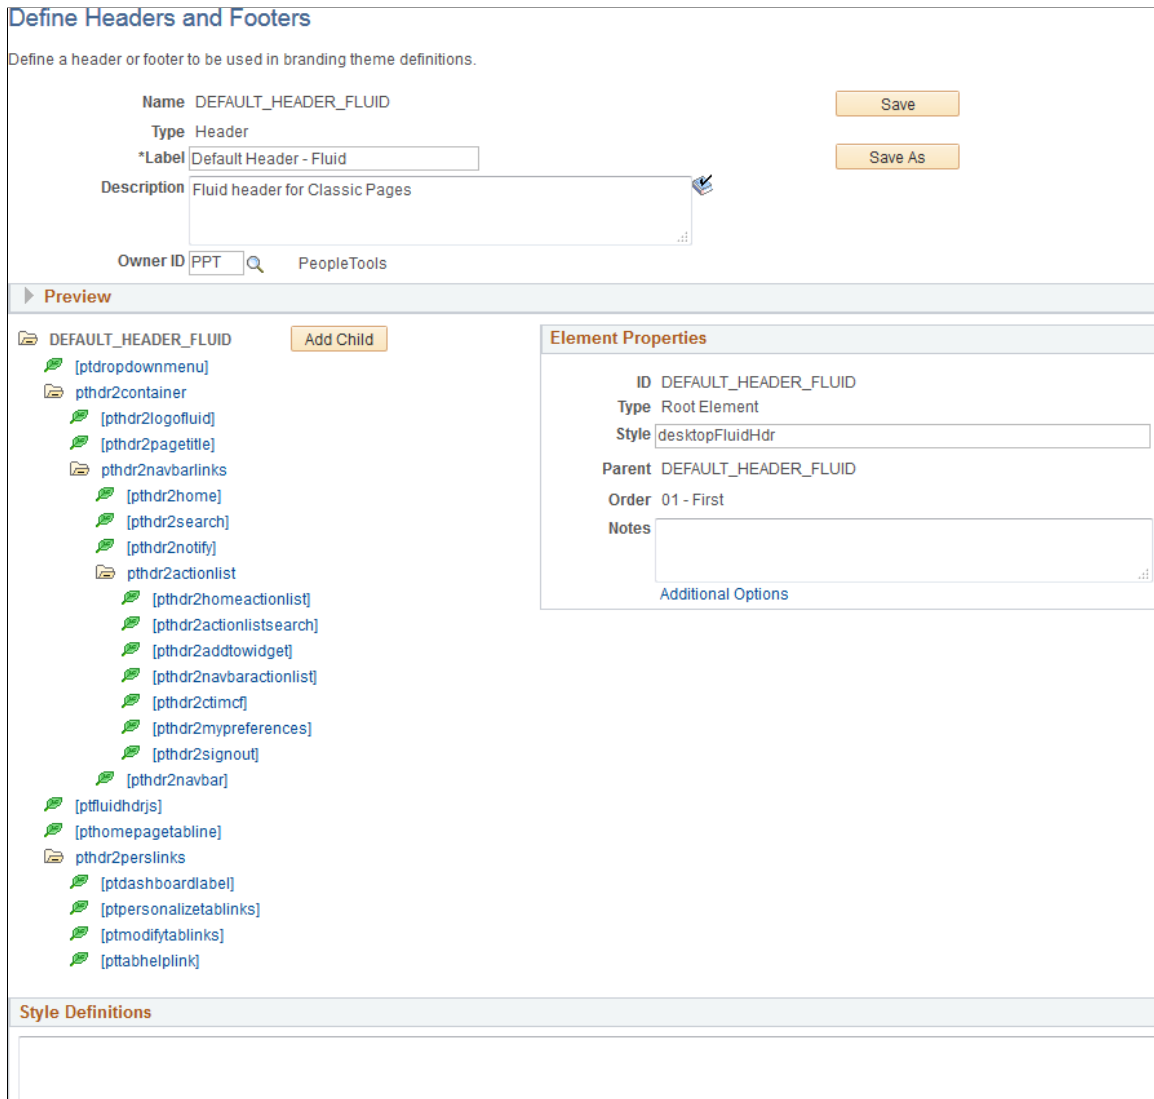 Define Headers and Footers
Define a header or footer to be used in branding theme definitions.
Name DEFAULT_HEADER_FLUID
Save
Type Header
*Label Default Header - Fluid
Save As
Description Fluid header for Classic Pages
Owner ID PPT PeopleTools
Preview
DEFAULT_HEADER_FLUID Add Child
[ptdropdownmenu]
pthdr2container
[pthdr2logofluid]
[pthdr2pagetitle]
pthdr2navbarlinks
[pthdr2home]
[pthdr2search]
[pthdr2notify]
pthdr2actionlist
[pthdr2homeactionlist]
[pthdr2actionlistsearch]
[pthdr2addtowidget]
[pthdr2navbaractionlist]
[pthdr2ctimcf]
[pthdr2mypreferences]
[pthdr2signout]
[pthdr2navbar]
[ptfluidhdrjs]
[pthomepagetabline]
pthdr2perslinks
[ptdashboardlabel]
[ptpersonalizetablinks]
[ptmodifytablinks]
[pttabhelplink]
Element Properties
ID DEFAULT_HEADER_FLUID
Type Root Element
Style desktopFluidHdr
Parent DEFAULT_HEADER_FLUID
Order 01 - First
Notes
Additional Options
Style Definitions